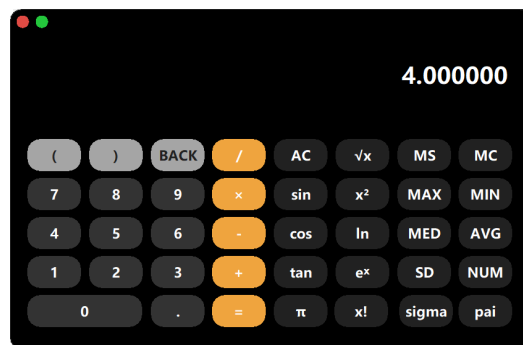 4.000000
( ) BACK / AC √x MS MC
7 8 9 × sin x² MAX MIN
4 5 6 - cos ln MED AVG
1 2 3 + tan eˣ SD NUM
0 . = π x! sigma pai